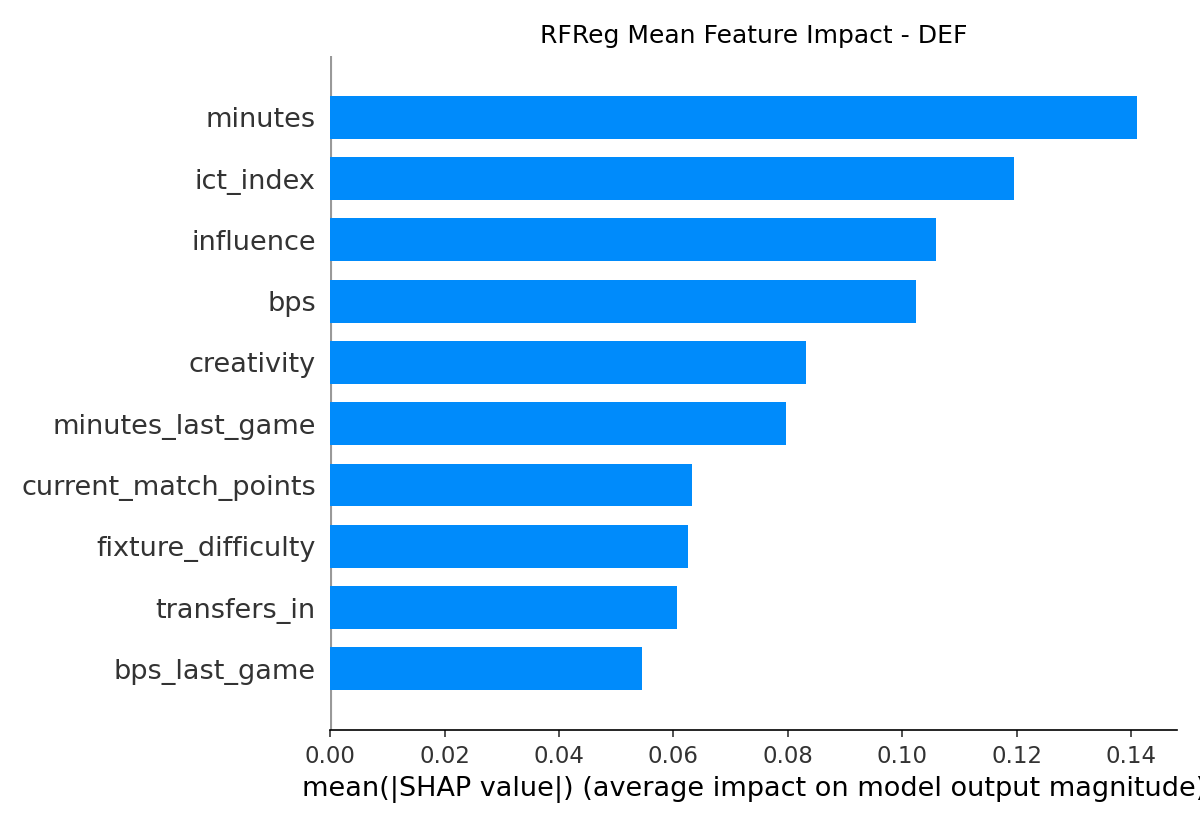 RFReg Mean Feature Impact - DEF
minutes
ict_index
influence
bps
creativity
minutes_last_game
current_match_points
fixture_difficulty
transfers_in
bps_last_game
0.00 0.02 0.04 0.06 0.08 0.10 0.12 0.14
mean(|SHAP value|) (average impact on model output magnitude)